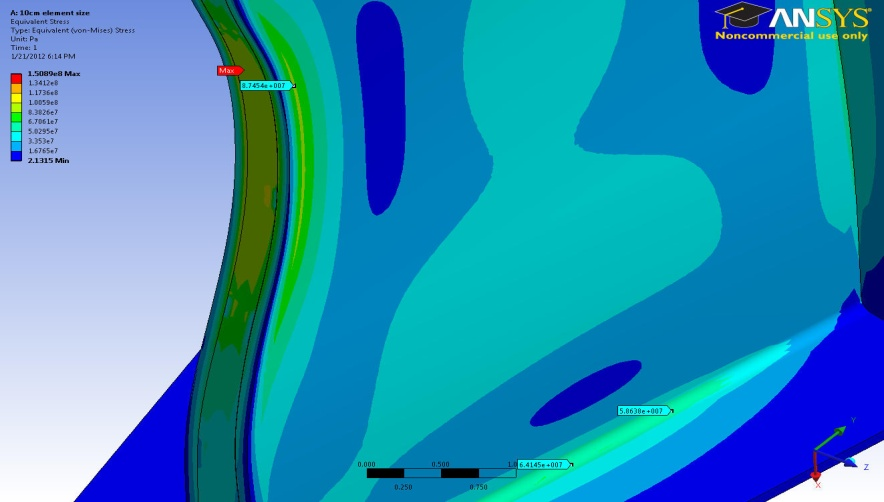 A: 10cm element size
Equivalent Stress
Type: Equivalent (von-Mises) Stress
Unit: Pa
Time: 1
1/21/2012 6:14 PM
1.5089e8 Max
1.3412e8
1.1736e8
1.0059e8
8.3826e7
6.7061e7
5.0295e7
3.353e7
1.6765e7
2.1315 Min
ANSYS
Noncommercial use only
Max
8.7454e+007
5.0638e+007
6.4145e+007
0.000 0.500
0.250 0.750
Y
Z
X